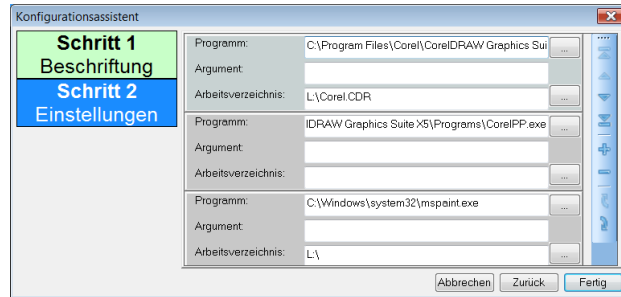 Konfigurationsassistent
Schritt 1
Beschriftung
Schritt 2
Einstellungen
Programm: C:\Program Files\Corel\CorelDRAW Graphics Sui ...
Argument:
Arbeitsverzeichnis: L:\Corel.CDR ...
Programm: IDRAW Graphics Suite X5\Programs\CorelPP.exe ...
Argument:
Arbeitsverzeichnis: ...
Programm: C:\Windows\system32\mspaint.exe ...
Argument:
Arbeitsverzeichnis: L:\ ...
Abbrechen Zurück Fertig